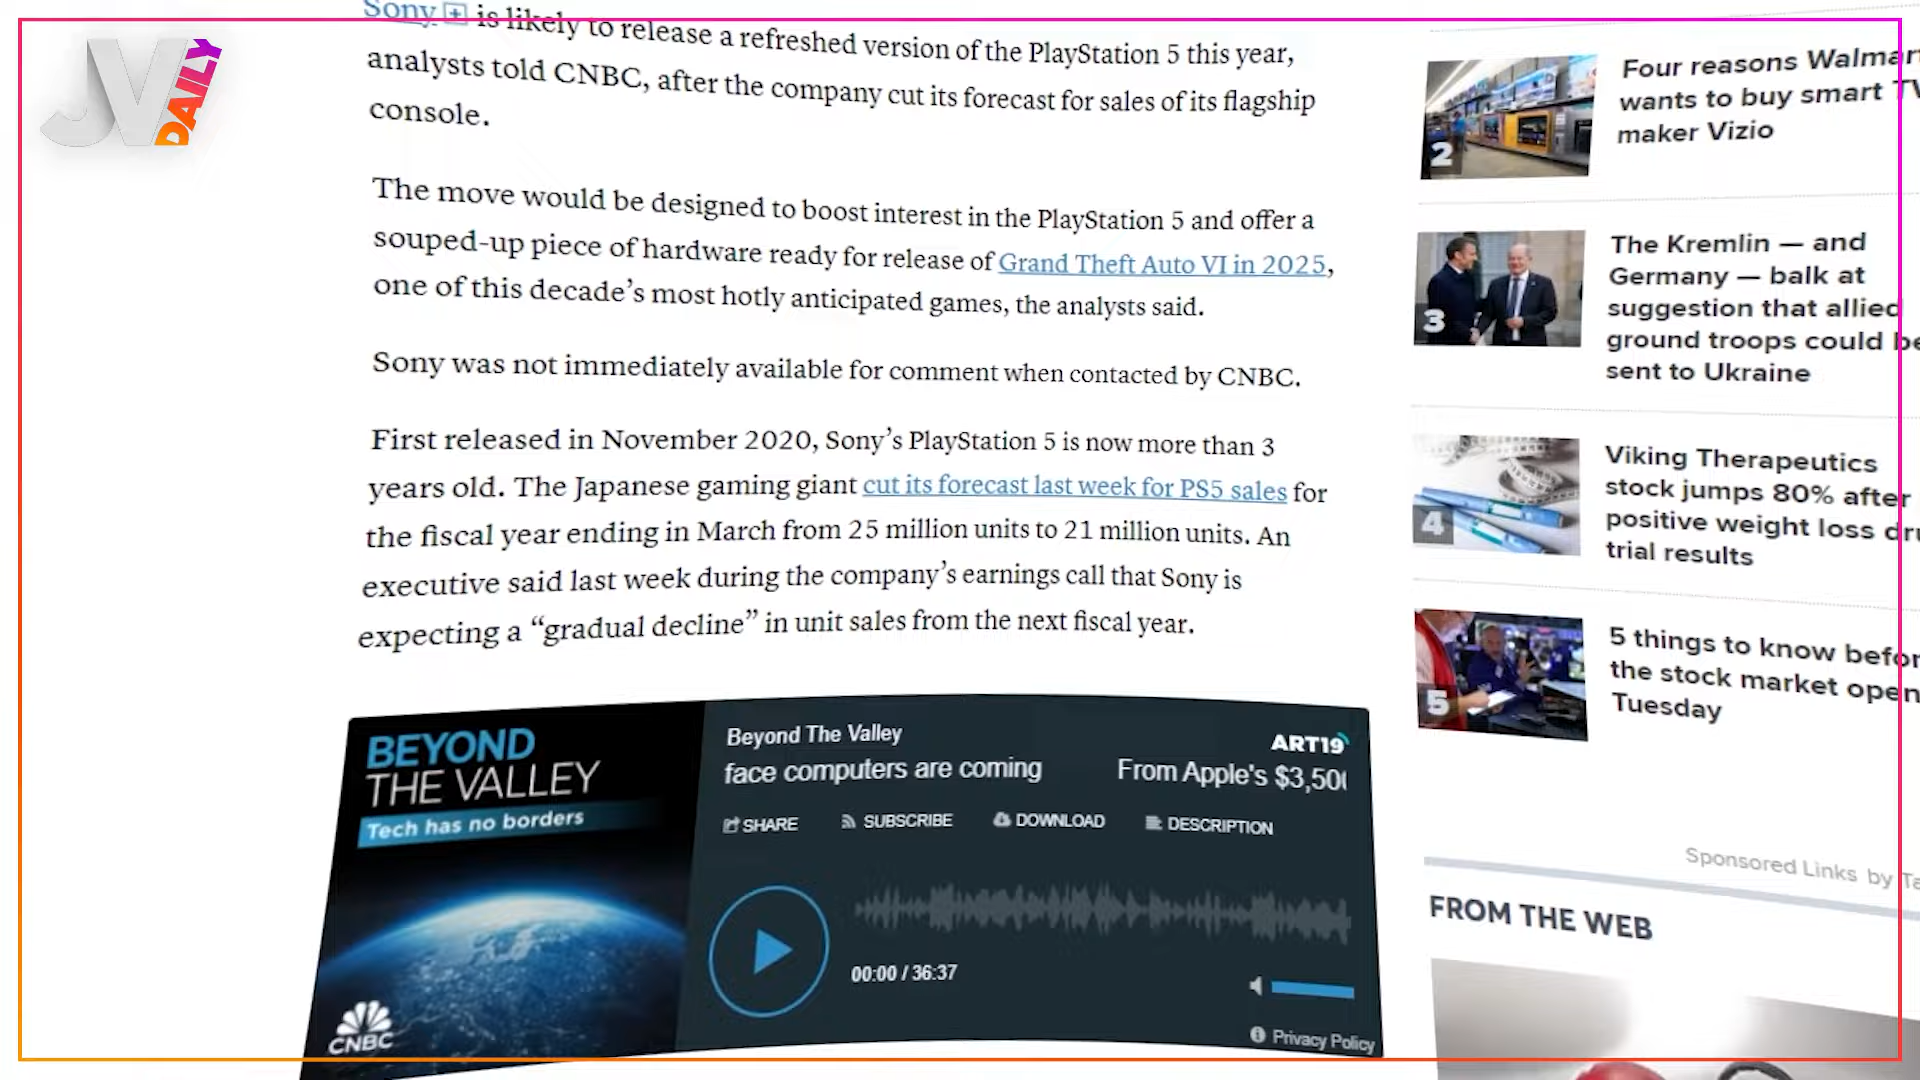 JV
DAILY
Sony is likely to release a refreshed version of the PlayStation 5 this year,
analysts told CNBC, after the company cut its forecast for sales of its flagship
console.
The move would be designed to boost interest in the PlayStation 5 and offer a
souped-up piece of hardware ready for release of Grand Theft Auto VI in 2025,
one of this decade’s most hotly anticipated games, the analysts said.
Sony was not immediately available for comment when contacted by CNBC.
First released in November 2020, Sony’s PlayStation 5 is now more than 3
years old. The Japanese gaming giant cut its forecast last week for PS5 sales for
the fiscal year ending in March from 25 million units to 21 million units. An
executive said last week during the company’s earnings call that Sony is
expecting a “gradual decline” in unit sales from the next fiscal year.
BEYOND
THE VALLEY
Tech has no borders
CNBC
Beyond The Valley
ART19
face computers are coming
From Apple's $3,50
SHARE
SUBSCRIBE
DOWNLOAD
DESCRIPTION
00:00 / 36:37
Privacy Policy
2
Four reasons Walmart
wants to buy smart TV
maker Vizio
3
The Kremlin — and
Germany — balk at
suggestion that allied
ground troops could be
sent to Ukraine
4
Viking Therapeutics
stock jumps 80% after
positive weight loss dru
trial results
5
5 things to know befor
the stock market open
Tuesday
Sponsored Links by Ta
FROM THE WEB